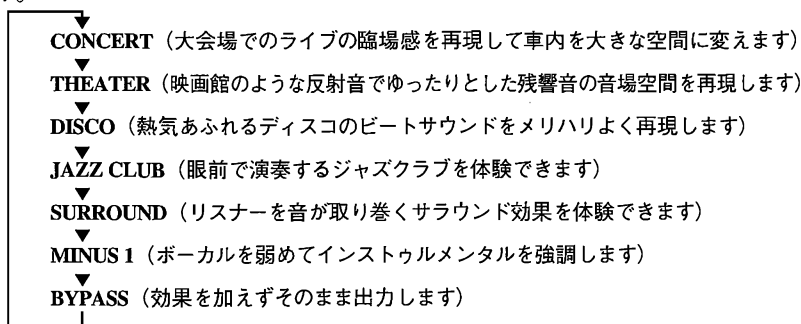 す。
CONCERT（大会場でのライブの臨場感を再現して車内を大きな空間に変えます）
THEATER（映画館のような反射音でゆったりとした残響音の音場空間を再現します）
DISCO（熱気あふれるディスコのビートサウンドをメリハリよく再現します）
JAZZ CLUB（眼前で演奏するジャズクラブを体験できます）
SURROUND（リスナーを音が取り巻くサラウンド効果を体験できます）
MINUS 1（ボーカルを弱めてインストゥルメンタルを強調します）
BYPASS（効果を加えずそのまま出力します）